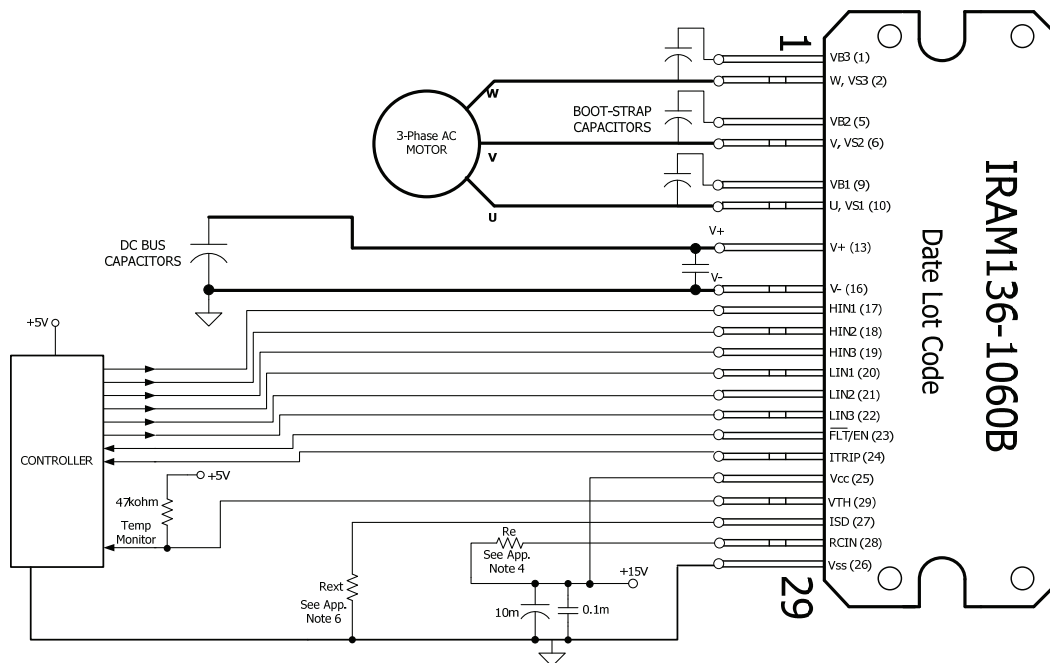 1
VB3 (1)
W, VS3 (2)
W
BOOT-STRAP
CAPACITORS
VB2 (5)
3-Phase AC
MOTOR
V, VS2 (6)
V
VB1 (9)
U, VS1 (10)
U
V+
V+ (13)
DC BUS
CAPACITORS
V-
V- (16)
HIN1 (17)
+5V
HIN2 (18)
HIN3 (19)
LIN1 (20)
LIN2 (21)
LIN3 (22)
FLT/EN (23)
ITRIP (24)
CONTROLLER
+5V
Vcc (25)
47kohm
VTH (29)
Temp
Monitor
ISD (27)
Re
RCIN (28)
See App.
Note 4
Vss (26)
+15V
Rext
See App.
Note 6
10m
0.1m
29
IRAM136-1060B
Date Lot Code